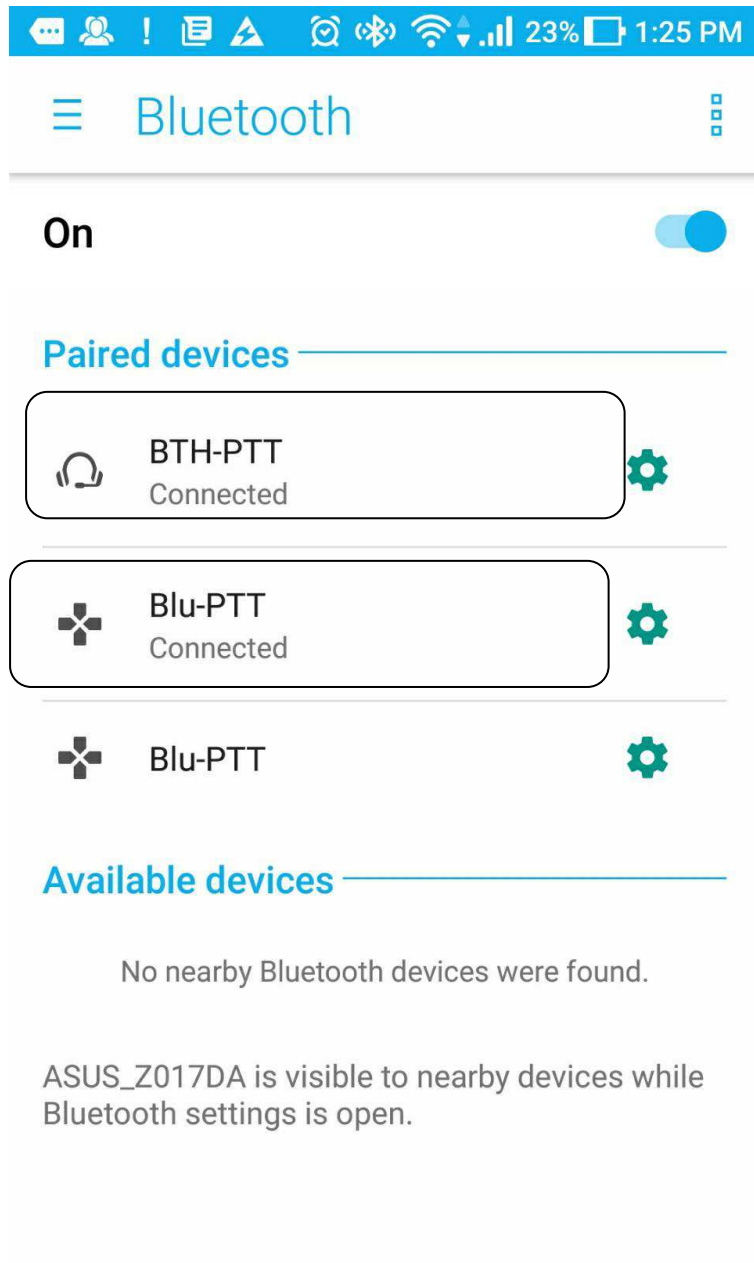 23% 1:25 PM
Bluetooth
On
Paired devices
BTH-PTT
Connected
Blu-PTT
Connected
Blu-PTT
Available devices
No nearby Bluetooth devices were found.
ASUS_Z017DA is visible to nearby devices while
Bluetooth settings is open.